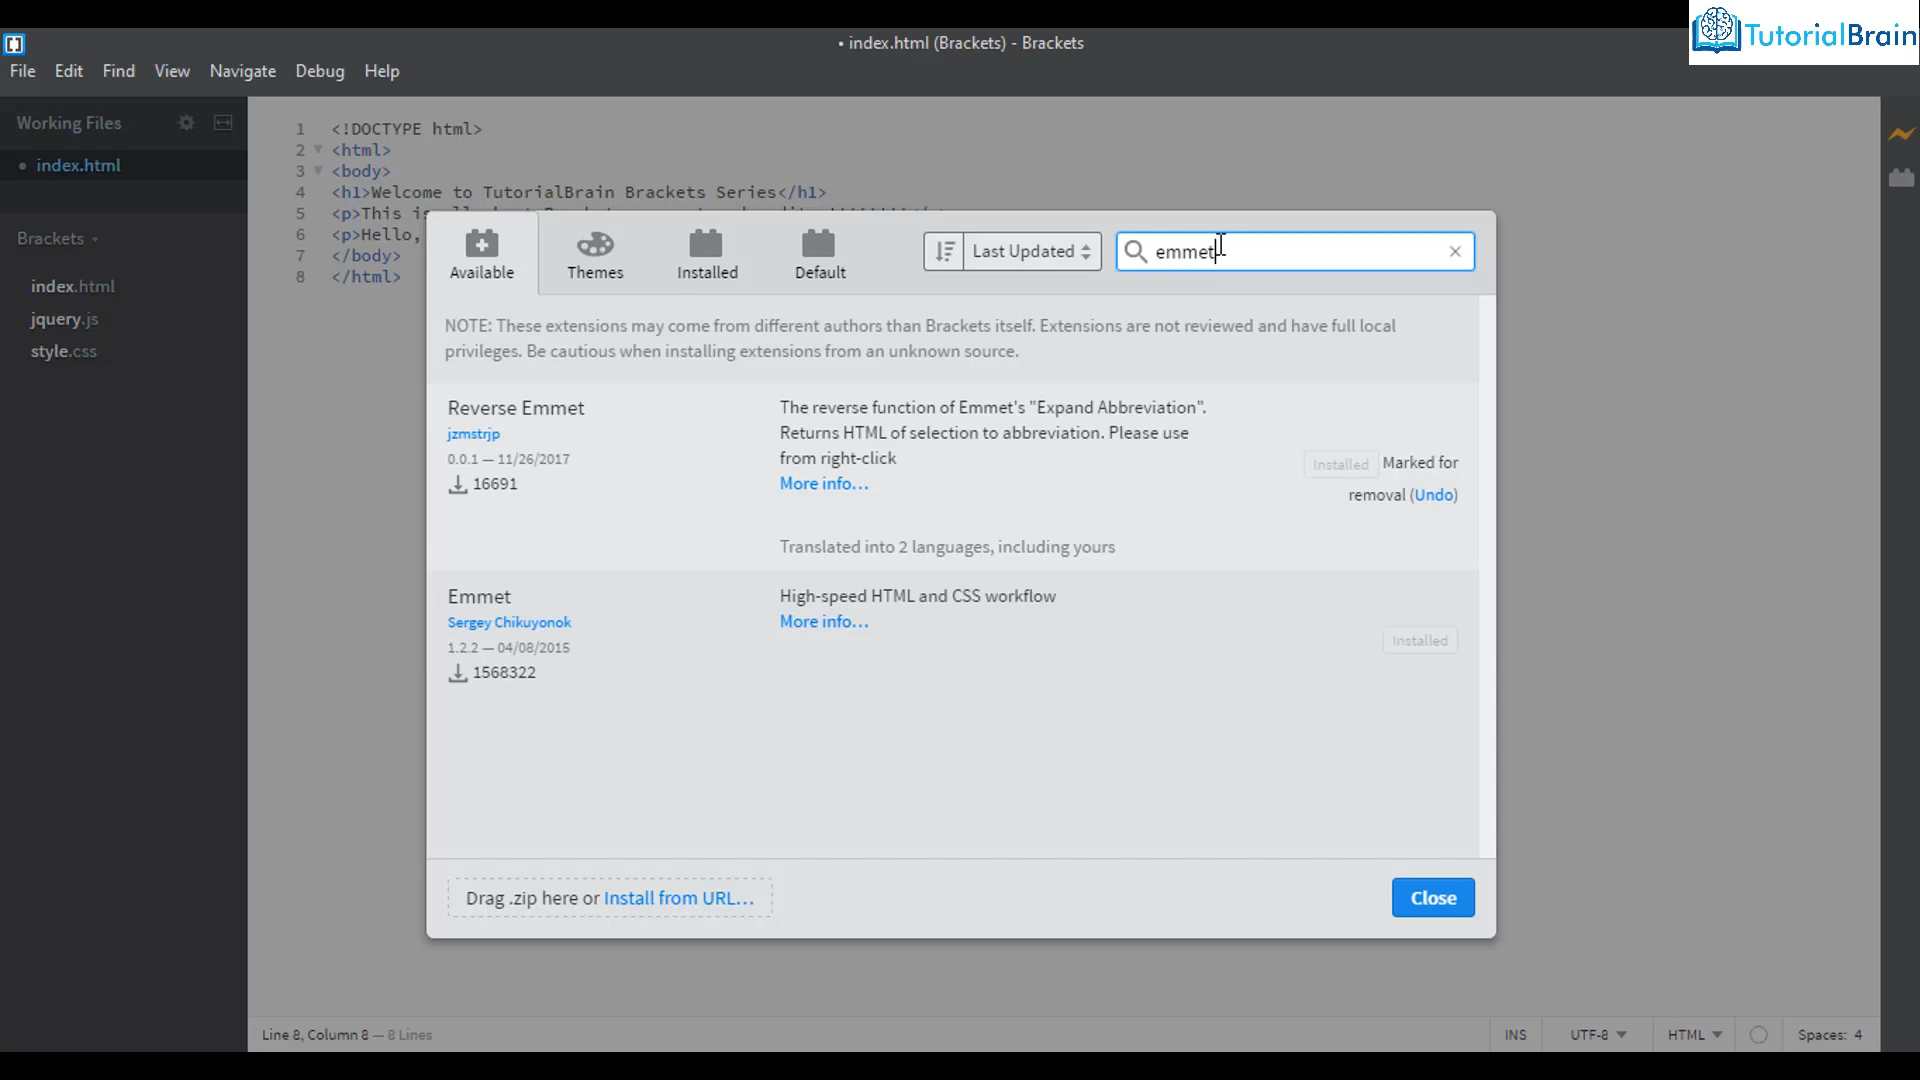 TutorialBrain
• index.html (Brackets) - Brackets
File Edit Find View Navigate Debug Help
Working Files
• index.html
Brackets
index.html
jquery.js
style.css
1 <!DOCTYPE html>
2 <html>
3 <body>
4 <h1>Welcome to TutorialBrain Brackets Series</h1>
5 <p>This
6 <p>Hello,
7 </body>
8 </html>
Available
Themes
Installed
Default
Last Updated
emmet
NOTE: These extensions may come from different authors than Brackets itself. Extensions are not reviewed and have full local
privileges. Be cautious when installing extensions from an unknown source.
Reverse Emmet
jzmstrjp
0.0.1 — 11/26/2017
16691
The reverse function of Emmet's "Expand Abbreviation".
Returns HTML of selection to abbreviation. Please use
from right-click
More info...
Translated into 2 languages, including yours
Installed Marked for
removal (Undo)
Emmet
Sergey Chikuyonok
1.2.2 — 04/08/2015
1568322
High-speed HTML and CSS workflow
More info...
Installed
Drag .zip here or Install from URL...
Close
Line 8, Column 8 — 8 Lines
INS UTF-8 HTML Spaces: 4